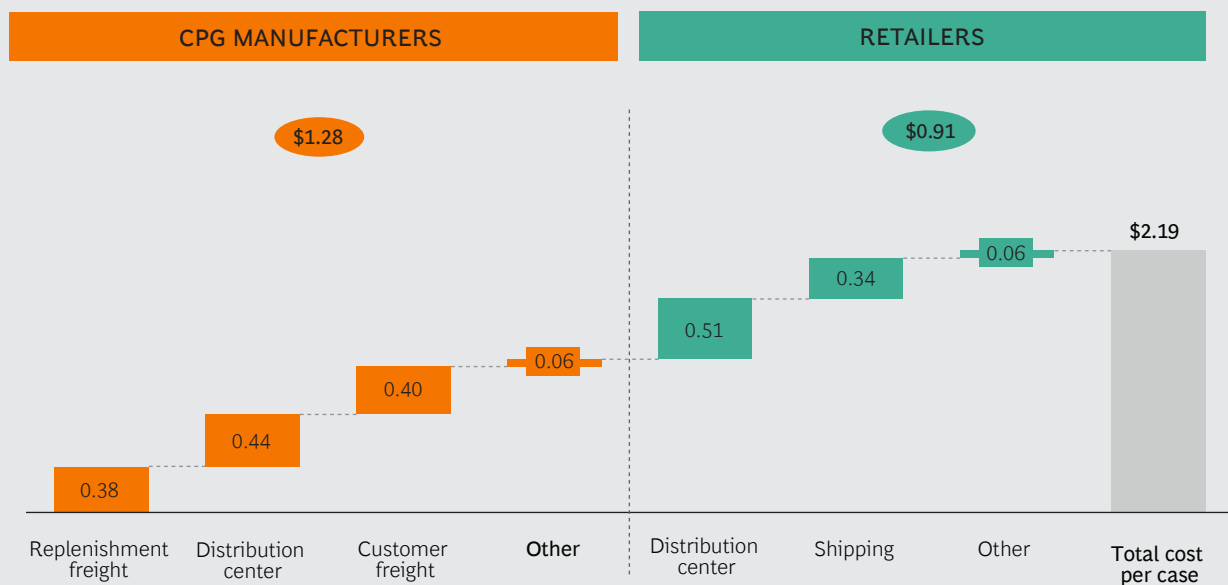 CPG MANUFACTURERS
RETAILERS
$1.28
$0.91
$2.19
0.06
0.34
0.51
0.06
0.40
0.44
0.38
Replenishment
freight
Distribution
center
Customer
freight
Other
Distribution
center
Shipping
Other
Total cost
per case